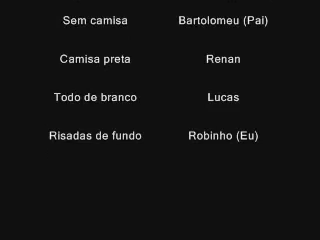 Sem camisa Bartolomeu (Pai)
Camisa preta Renan
Todo de branco Lucas
Risadas de fundo Robinho (Eu)